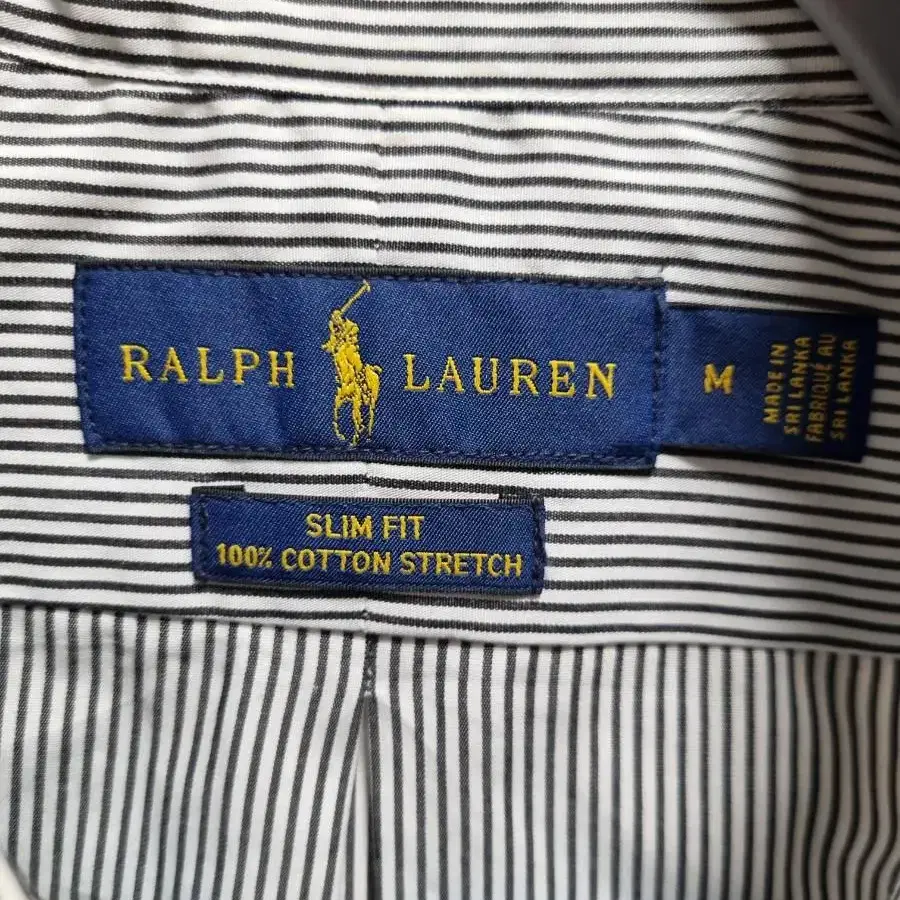 RALPH LAUREN
M
MADE IN
SRI LANKA
FABRIQUÉ AU
SRI LANKA
SLIM FIT
100% COTTON STRETCH